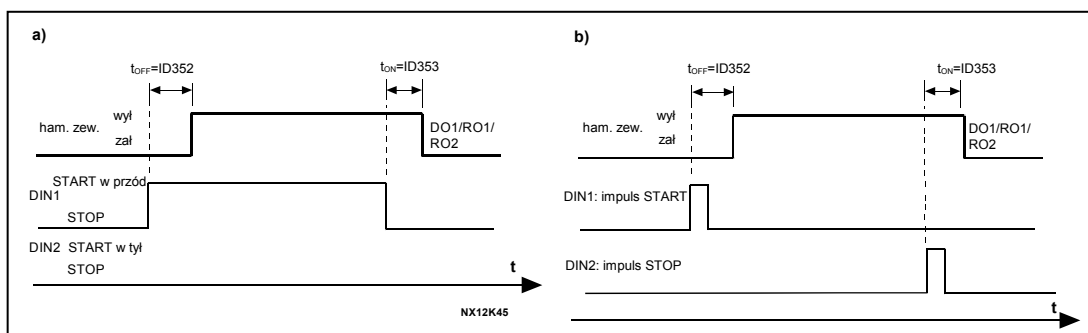 a)
tOFF=ID352
tON=ID353
ham. zew.
wył
zał
DO1/RO1/
RO2
START w przód
DIN1
STOP
DIN2 START w tył
STOP
t
NX12K45
b)
tOFF=ID352
tON=ID353
ham. zew.
wył
zał
DO1/RO1/
RO2
DIN1: impuls START
DIN2: impuls STOP
t